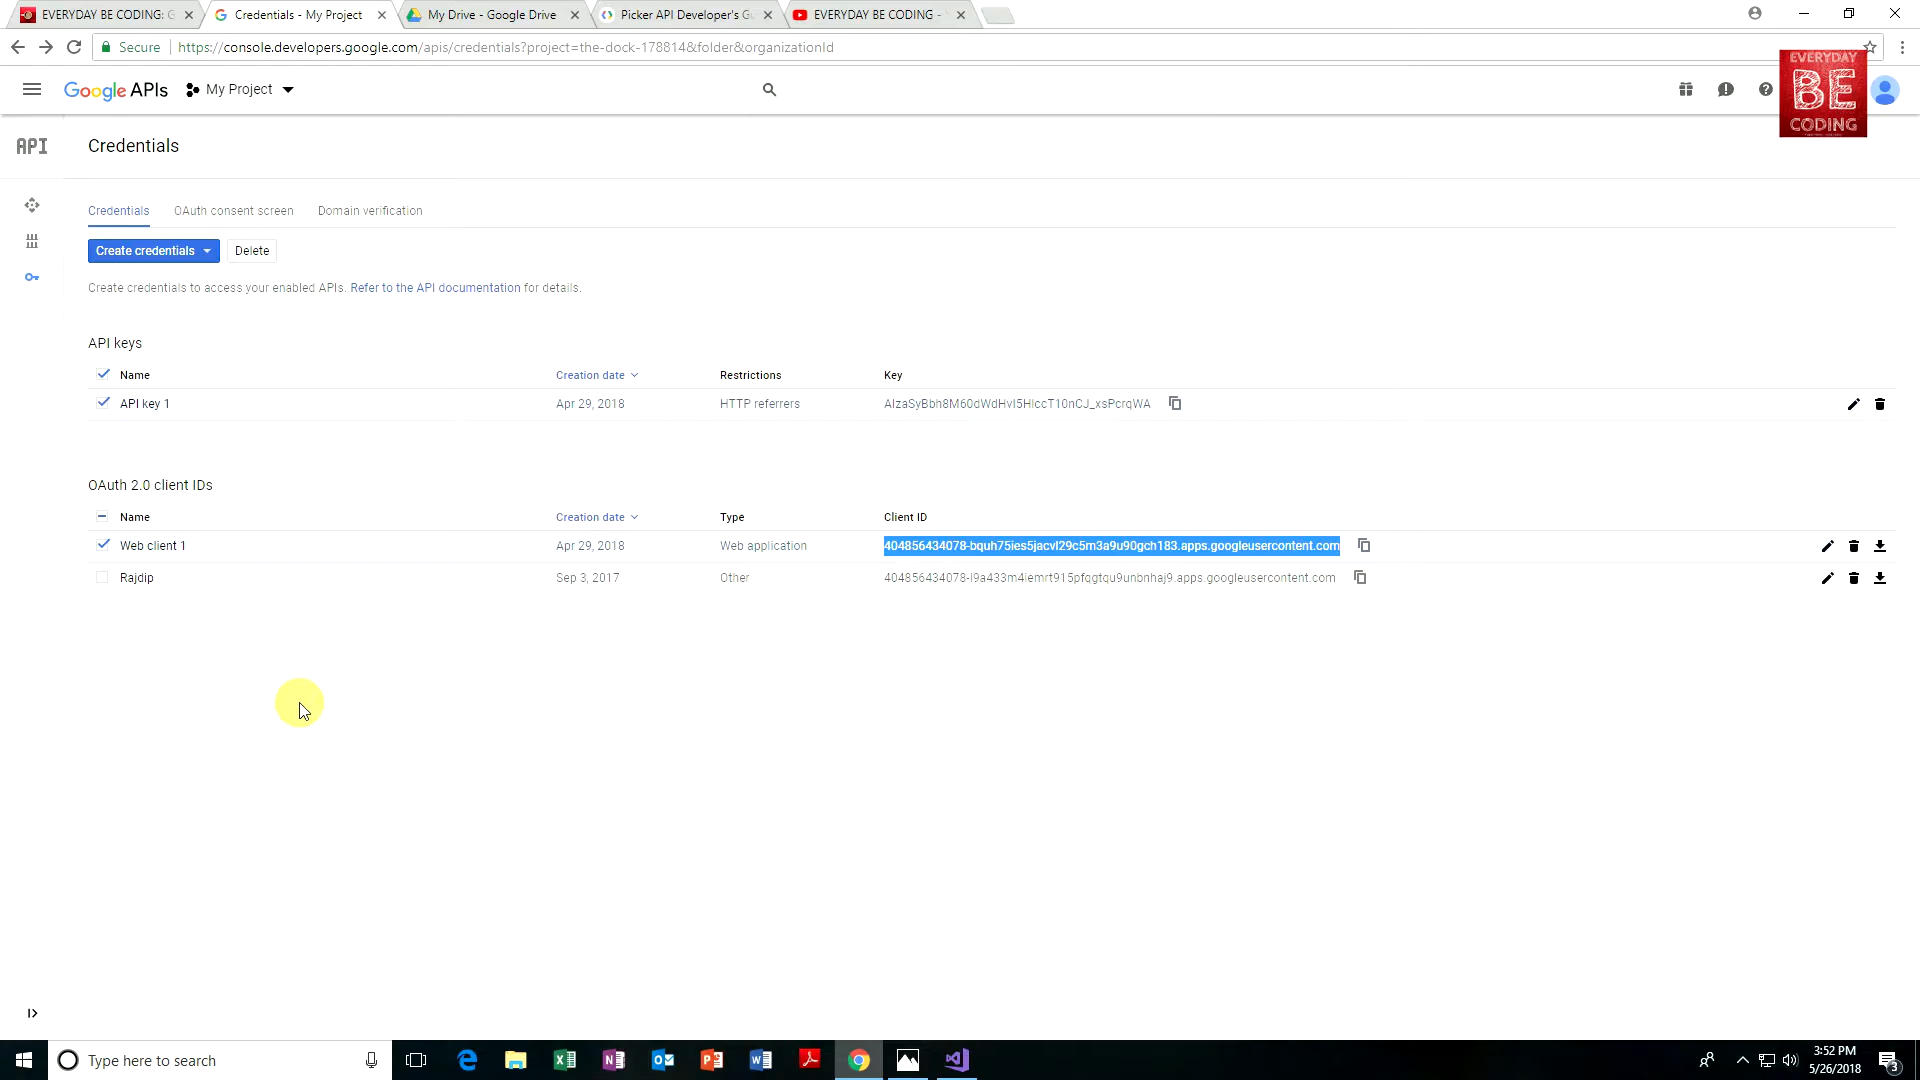 EVERYDAY BE CODING: G
Credentials - My Project
My Drive - Google Drive
Picker API Developer's Gu
EVERYDAY BE CODING -
Secure
https://console.developers.google.com/apis/credentials?project=the-dock-178814&folder&organizationId
Google APIs
My Project
EVERYDAY
BE
CODING
API
Credentials
Credentials
OAuth consent screen
Domain verification
Create credentials
Delete
Create credentials to access your enabled APIs. Refer to the API documentation for details.
API keys
Name
Creation date
Restrictions
Key
API key 1
Apr 29, 2018
HTTP referrers
OAuth 2.0 client IDs
Name
Creation date
Type
Client ID
Web client 1
Apr 29, 2018
Web application
404856434078-bquh75ies5jacvl29c5m3a9u90gch183.apps.googleusercontent.com
Rajdip
Sep 3, 2017
Other
404856434078-l9a433m4iemrt915pfqgtqu9unbnhaj9.apps.googleusercontent.com
Type here to search
3:52 PM
5/26/2018
3